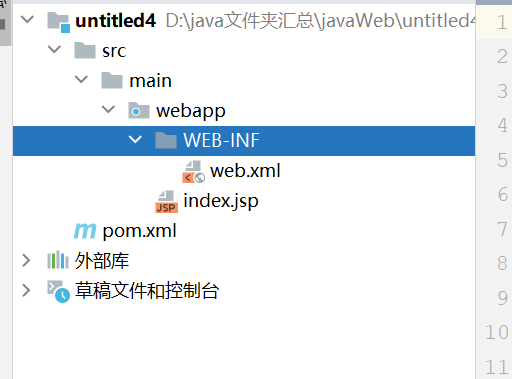 untitled4 D:\java文件夹汇总\javaWeb\untitled4
src
main
webapp
WEB-INF
web.xml
JSP index.jsp
m pom.xml
外部库
草稿文件和控制台
1
2
3
4
5
6
7
8
9
10
11